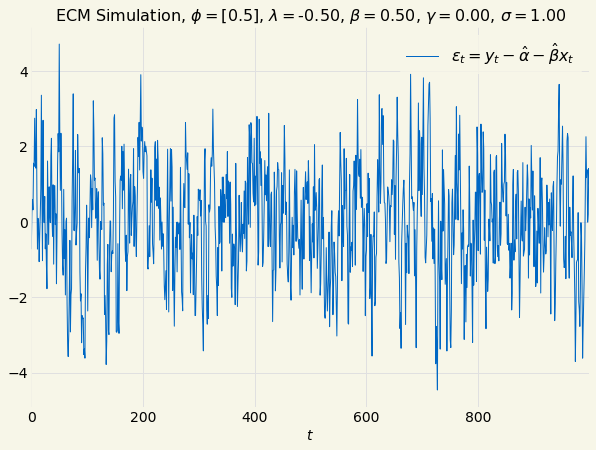 ECM Simulation, ϕ = [0.5], λ = -0.50, β = 0.50, γ = 0.00, σ = 1.00
εₜ = yₜ − α̂ − β̂xₜ
4
2
0
−2
−4
0 200 400 600 800
t